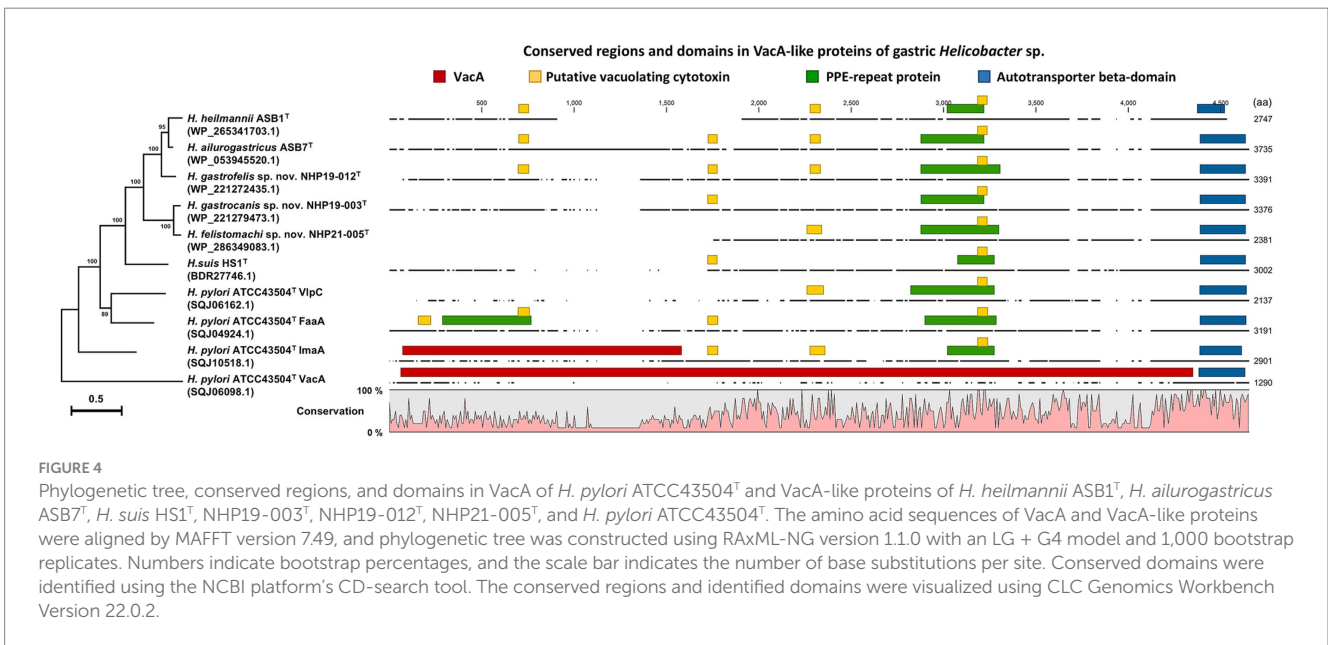 Conserved regions and domains in VacA-like proteins of gastric Helicobacter sp.
VacA Putative vacuolating cytotoxin PPE-repeat protein Autotransporter beta-domain
500 1,000 1,500 2,000 2,500 3,000 3,500 4,000 4,500 (aa)
H. heilmannii ASB1ᵀ
(WP_265341703.1)
2747
H. ailurogastricus ASB7ᵀ
(WP_053945520.1)
3735
H. gastrofelis sp. nov. NHP19-012ᵀ
(WP_221272435.1)
3391
H. gastrocanis sp. nov. NHP19-003ᵀ
(WP_221279473.1)
3376
H. felistomachi sp. nov. NHP21-005ᵀ
(WP_286349083.1)
2381
H.suis HS1ᵀ
(BDR27746.1)
3002
H. pylori ATCC43504ᵀ VlpC
(SQJ06162.1)
2137
H. pylori ATCC43504ᵀ FaaA
(SQJ04924.1)
3191
H. pylori ATCC43504ᵀ ImaA
(SQJ10518.1)
2901
H. pylori ATCC43504ᵀ VacA
(SQJ06098.1)
1290
95
100
100
100
100
100
100
89
0.5
100 %
Conservation
0 %
FIGURE 4
Phylogenetic tree, conserved regions, and domains in VacA of H. pylori ATCC43504ᵀ and VacA-like proteins of H. heilmannii ASB1ᵀ, H. ailurogastricus
ASB7ᵀ, H. suis HS1ᵀ, NHP19-003ᵀ, NHP19-012ᵀ, NHP21-005ᵀ, and H. pylori ATCC43504ᵀ. The amino acid sequences of VacA and VacA-like proteins
were aligned by MAFFT version 7.49, and phylogenetic tree was constructed using RAxML-NG version 1.1.0 with an LG + G4 model and 1,000 bootstrap
replicates. Numbers indicate bootstrap percentages, and the scale bar indicates the number of base substitutions per site. Conserved domains were
identified using the NCBI platform's CD-search tool. The conserved regions and identified domains were visualized using CLC Genomics Workbench
Version 22.0.2.